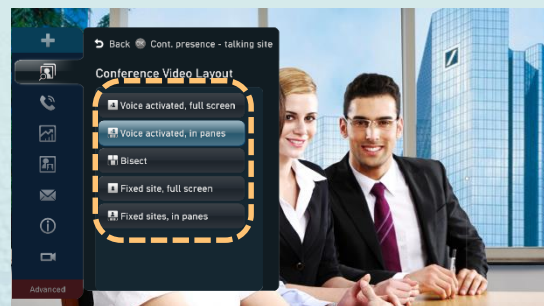 Back OK Cont. presence - talking site
Conference Video Layout
Voice activated, full screen
Voice activated, in panes
Bisect
Fixed site, full screen
Fixed sites, in panes
Advanced